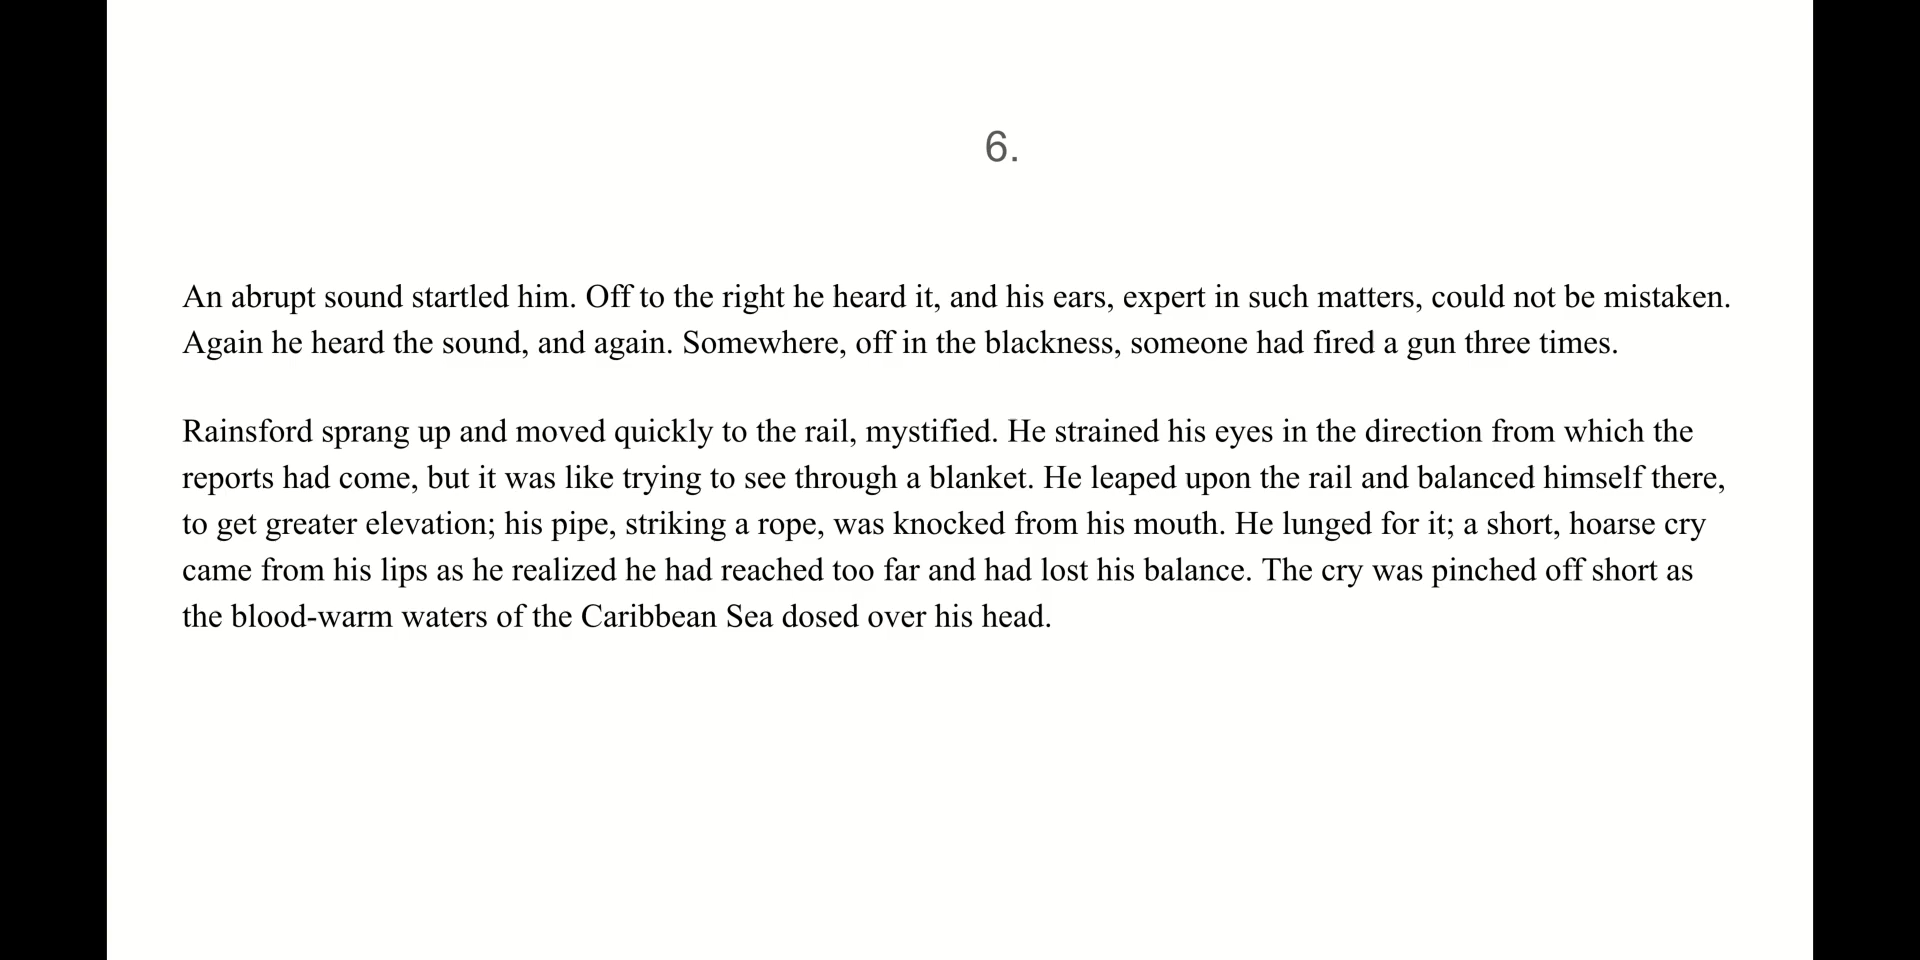 6.
An abrupt sound startled him. Off to the right he heard it, and his ears, expert in such matters, could not be mistaken.
Again he heard the sound, and again. Somewhere, off in the blackness, someone had fired a gun three times.
Rainsford sprang up and moved quickly to the rail, mystified. He strained his eyes in the direction from which the
reports had come, but it was like trying to see through a blanket. He leaped upon the rail and balanced himself there,
to get greater elevation; his pipe, striking a rope, was knocked from his mouth. He lunged for it; a short, hoarse cry
came from his lips as he realized he had reached too far and had lost his balance. The cry was pinched off short as
the blood-warm waters of the Caribbean Sea dosed over his head.